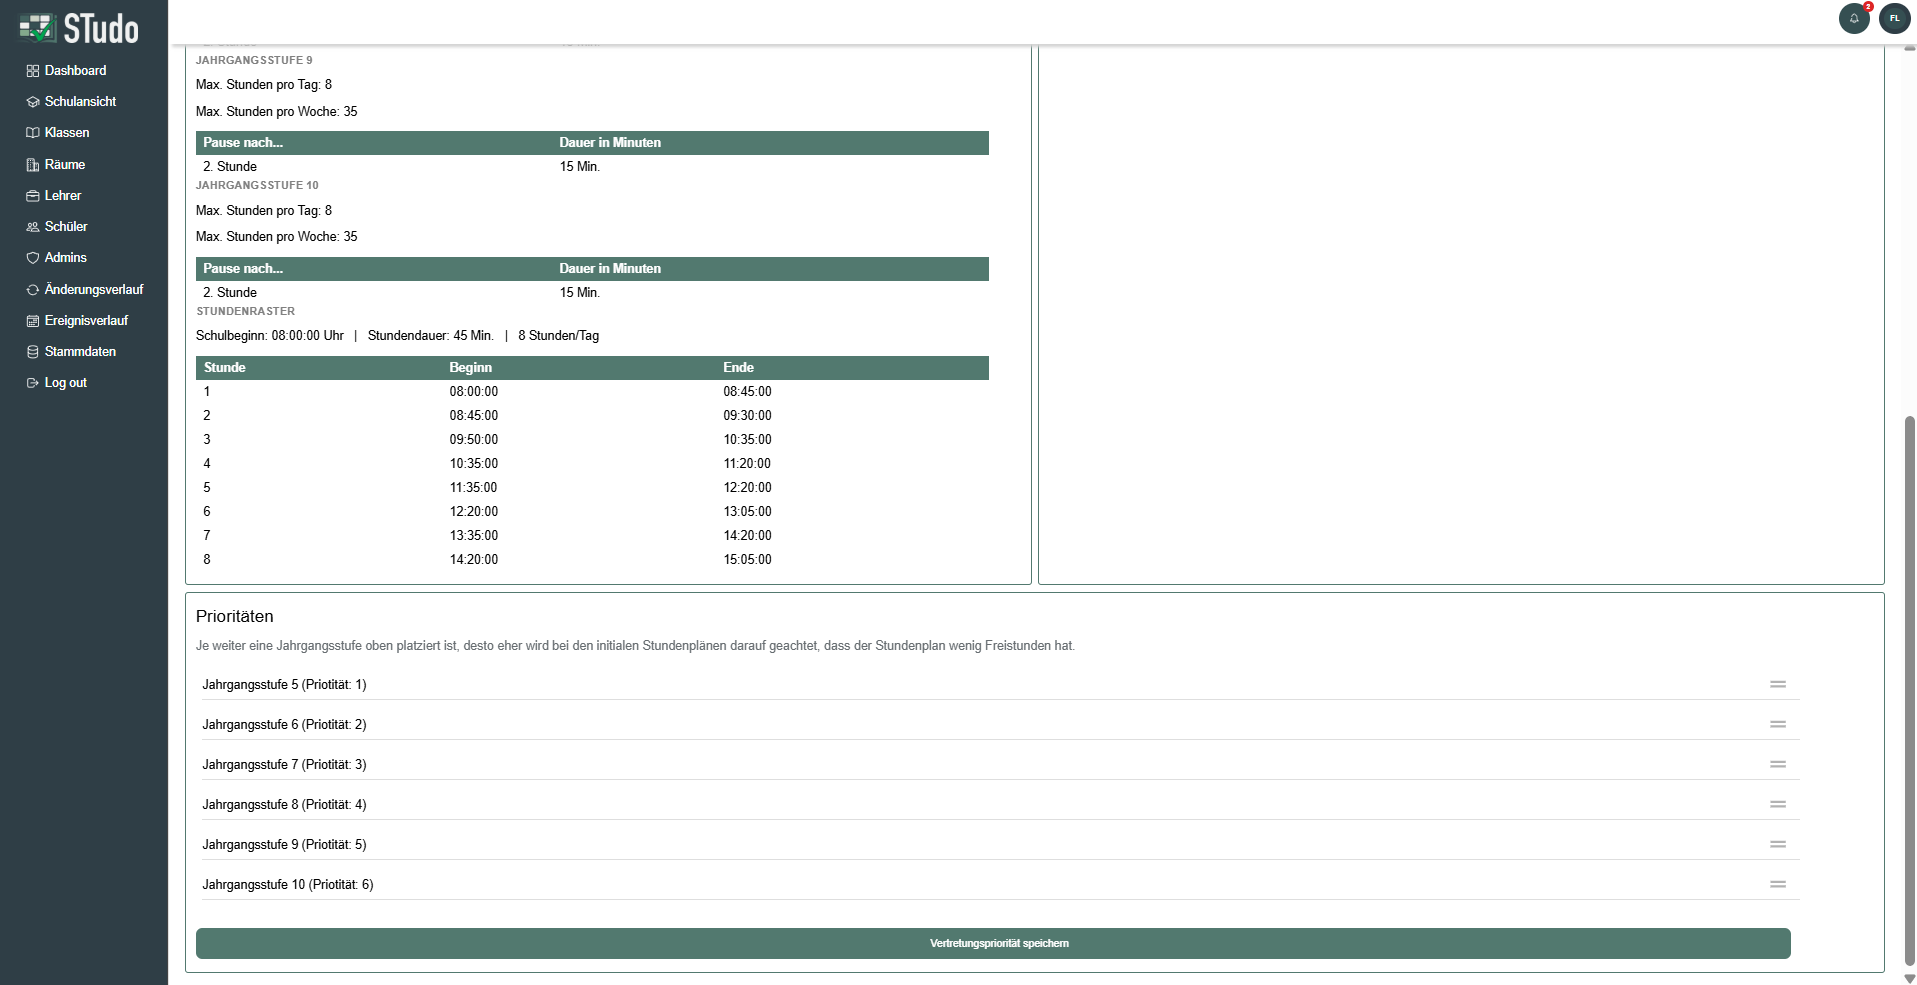 STudo
2
FL
Dashboard
Schulansicht
Klassen
Räume
Lehrer
Schüler
Admins
Änderungsverlauf
Ereignisverlauf
Stammdaten
Log out
JAHRGANGSSTUFE 9
Max. Stunden pro Tag: 8
Max. Stunden pro Woche: 35
Pause nach... Dauer in Minuten
2. Stunde 15 Min.
JAHRGANGSSTUFE 10
Max. Stunden pro Tag: 8
Max. Stunden pro Woche: 35
Pause nach... Dauer in Minuten
2. Stunde 15 Min.
STUNDENRASTER
Schulbeginn: 08:00:00 Uhr | Stundendauer: 45 Min. | 8 Stunden/Tag
Stunde Beginn Ende
1 08:00:00 08:45:00
2 08:45:00 09:30:00
3 09:50:00 10:35:00
4 10:35:00 11:20:00
5 11:35:00 12:20:00
6 12:20:00 13:05:00
7 13:35:00 14:20:00
8 14:20:00 15:05:00
Prioritäten
Je weiter eine Jahrgangsstufe oben platziert ist, desto eher wird bei den initialen Stundenplänen darauf geachtet, dass der Stundenplan wenig Freistunden hat.
Jahrgangsstufe 5 (Priotität: 1)
Jahrgangsstufe 6 (Priotität: 2)
Jahrgangsstufe 7 (Priotität: 3)
Jahrgangsstufe 8 (Priotität: 4)
Jahrgangsstufe 9 (Priotität: 5)
Jahrgangsstufe 10 (Priotität: 6)
Vertretungspriorität speichern